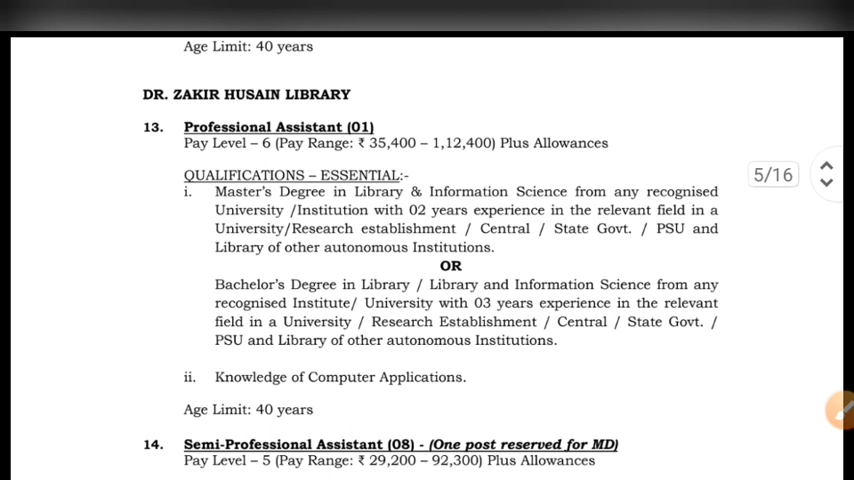 Age Limit: 40 years
DR. ZAKIR HUSAIN LIBRARY
13. Professional Assistant (01)
Pay Level – 6 (Pay Range: ₹ 35,400 – 1,12,400) Plus Allowances
QUALIFICATIONS – ESSENTIAL:-
i. Master's Degree in Library & Information Science from any recognised
University /Institution with 02 years experience in the relevant field in a
University/Research establishment / Central / State Govt. / PSU and
Library of other autonomous Institutions.
OR
Bachelor's Degree in Library / Library and Information Science from any
recognised Institute/ University with 03 years experience in the relevant
field in a University / Research Establishment / Central / State Govt. /
PSU and Library of other autonomous Institutions.
ii. Knowledge of Computer Applications.
Age Limit: 40 years
14. Semi-Professional Assistant (08) - (One post reserved for MD)
Pay Level – 5 (Pay Range: ₹ 29,200 – 92,300) Plus Allowances
5/16